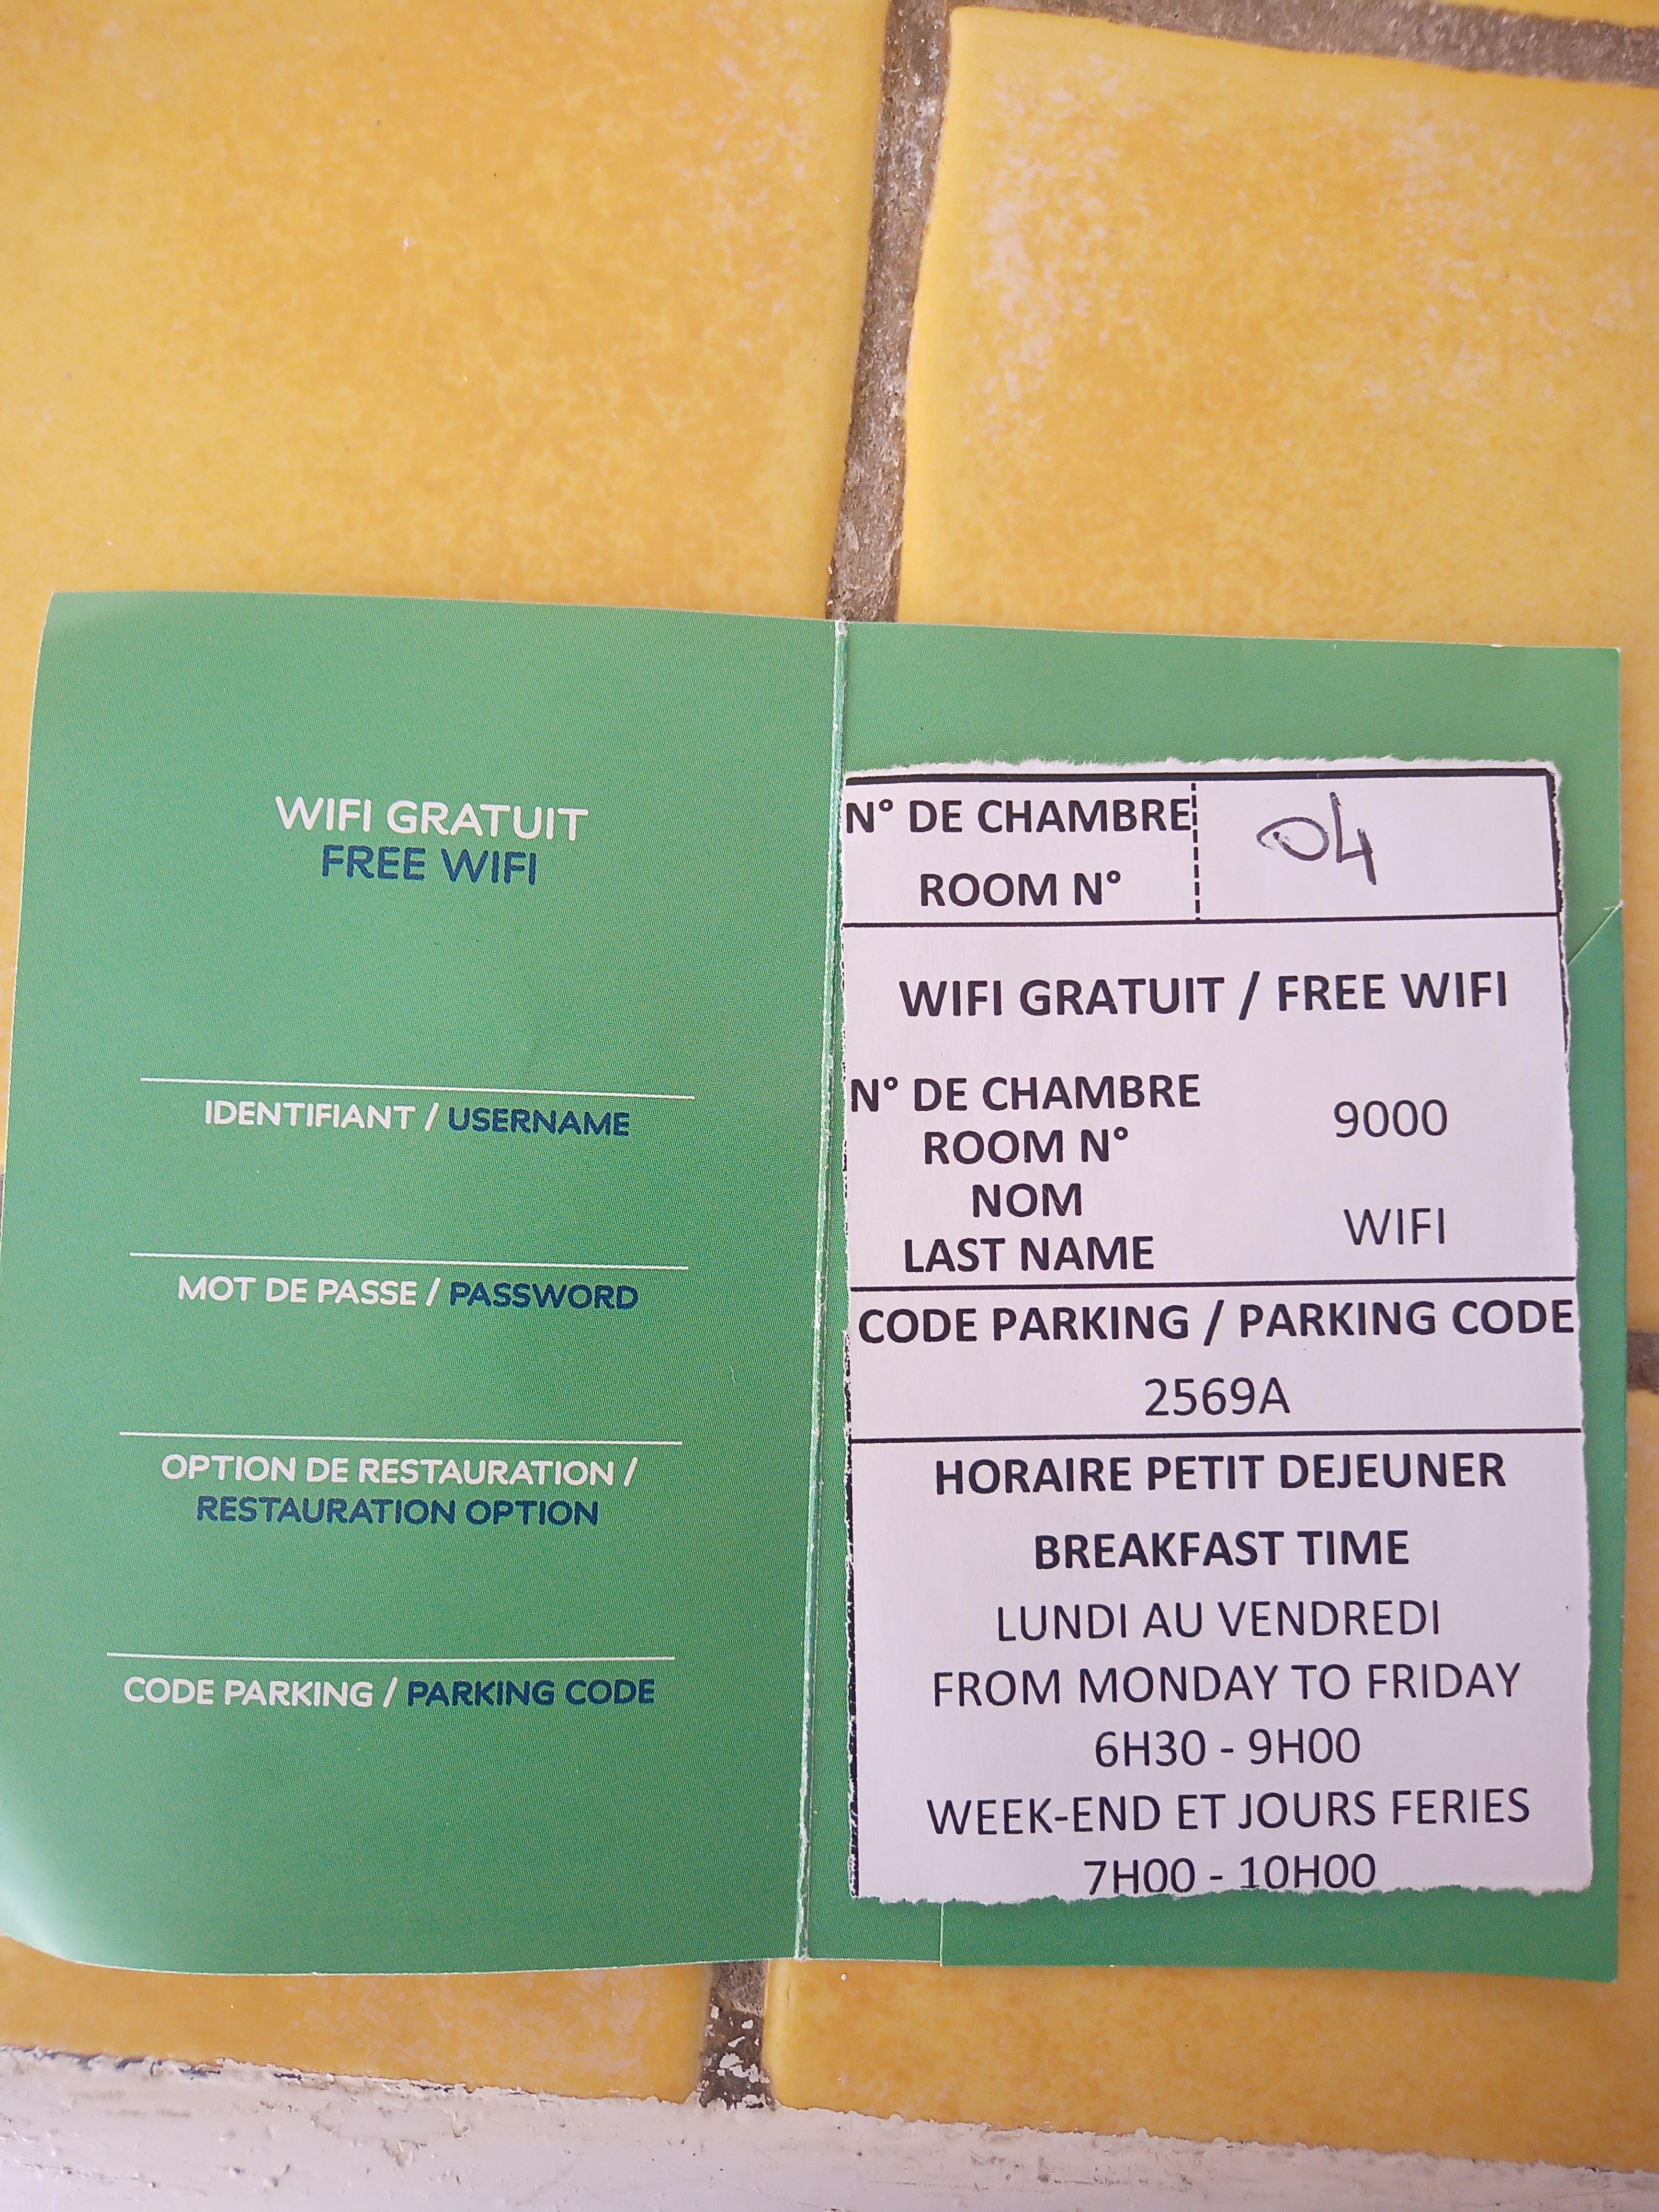 WIFI GRATUIT
FREE WIFI
IDENTIFIANT / USERNAME
MOT DE PASSE / PASSWORD
OPTION DE RESTAURATION /
RESTAURATION OPTION
CODE PARKING / PARKING CODE
N° DE CHAMBRE
ROOM N°
04
WIFI GRATUIT / FREE WIFI
N° DE CHAMBRE
ROOM N°
9000
NOM
LAST NAME
WIFI
CODE PARKING / PARKING CODE
2569A
HORAIRE PETIT DEJEUNER
BREAKFAST TIME
LUNDI AU VENDREDI
FROM MONDAY TO FRIDAY
6H30 - 9H00
WEEK-END ET JOURS FERIES
7H00 - 10H00